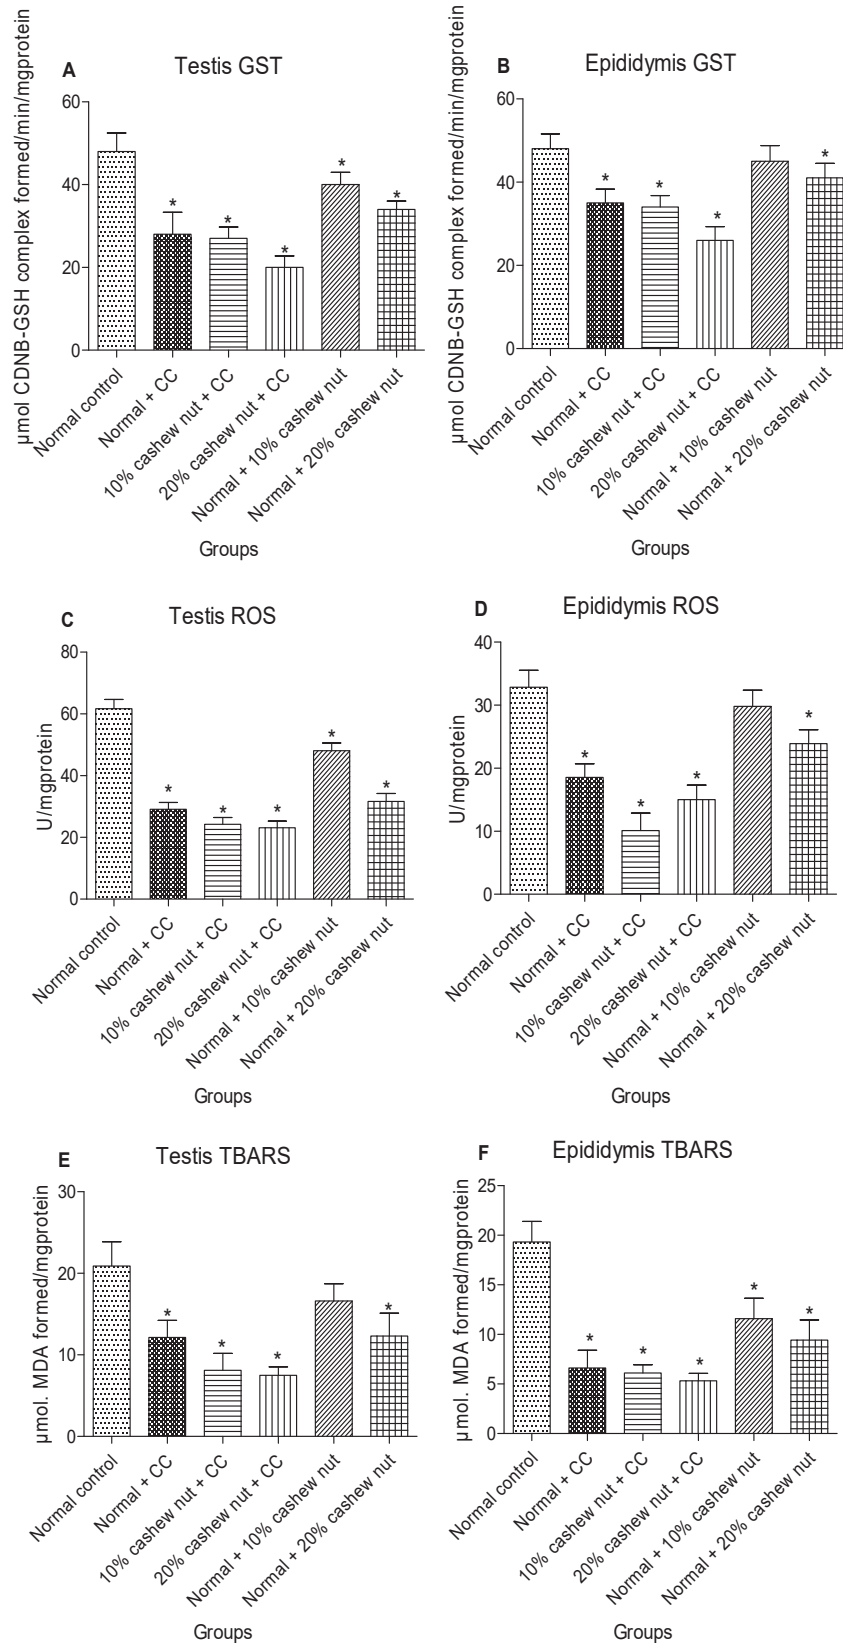 A
Testis GST
µmol CDNB-GSH complex formed/min/mgprotein
60
40
20
0
*
*
*
*
*
Normal control
Normal + CC
10% cashew nut + CC
20% cashew nut + CC
Normal + 10% cashew nut
Normal + 20% cashew nut
Groups
B
Epididymis GST
µmol CDNB-GSH complex formed/min/mgprotein
60
40
20
0
*
*
*
*
Normal control
Normal + CC
10% cashew nut + CC
20% cashew nut + CC
Normal + 10% cashew nut
Normal + 20% cashew nut
Groups
C
Testis ROS
U/mgprotein
80
60
40
20
0
*
*
*
*
*
Normal control
Normal + CC
10% cashew nut + CC
20% cashew nut + CC
Normal + 10% cashew nut
Normal + 20% cashew nut
Groups
D
Epididymis ROS
U/mgprotein
40
30
20
10
0
*
*
*
*
Normal control
Normal + CC
10% cashew nut + CC
20% cashew nut + CC
Normal + 10% cashew nut
Normal + 20% cashew nut
Groups
E
Testis TBARS
µmol. MDA formed/mgprotein
30
20
10
0
*
*
*
*
Normal control
Normal + CC
10% cashew nut + CC
20% cashew nut + CC
Normal + 10% cashew nut
Normal + 20% cashew nut
Groups
F
Epididymis TBARS
µmol. MDA formed/mgprotein
25
20
15
10
5
0
*
*
*
*
*
Normal control
Normal + CC
10% cashew nut + CC
20% cashew nut + CC
Normal + 10% cashew nut
Normal + 20% cashew nut
Groups